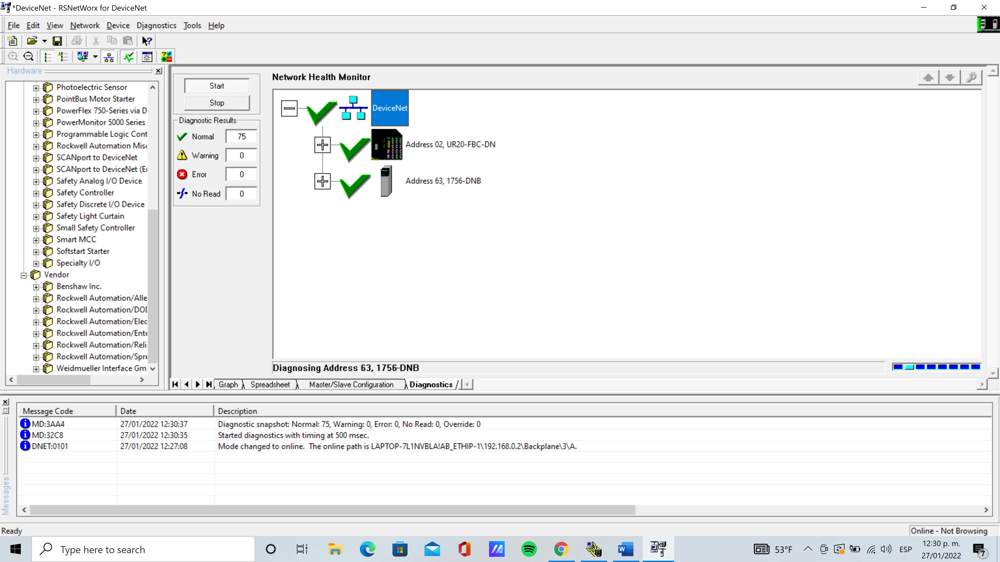 *DeviceNet - RSNetWorx for DeviceNet
File Edit View Network Device Diagnostics Tools Help
Hardware
Photoelectric Sensor
PointBus Motor Starter
PowerFlex 750-Series via D
PowerMonitor 5000 Series
Programmable Logic Cont
Rockwell Automation Misc
SCANport to DeviceNet
SCANport to DeviceNet (Er
Safety Analog I/O Device
Safety Controller
Safety Discrete I/O Device
Safety Light Curtain
Small Safety Controller
Smart MCC
Softstart Starter
Specialty I/O
Vendor
Benshaw Inc.
Rockwell Automation/Alle
Rockwell Automation/DOD
Rockwell Automation/Elec
Rockwell Automation/Ente
Rockwell Automation/Reli
Rockwell Automation/Spre
Weidmueller Interface Gm
Start
Stop
Diagnostic Results
Normal 75
Warning 0
Error 0
No Read 0
Network Health Monitor
DeviceNet
Address 02, UR20-FBC-DN
Address 63, 1756-DNB
Diagnosing Address 63, 1756-DNB
Graph Spreadsheet Master/Slave Configuration Diagnostics
Messages
Message Code Date Description
MD:3AA4 27/01/2022 12:30:37 Diagnostic snapshot: Normal: 75, Warning: 0, Error: 0, No Read: 0, Override: 0
MD:32C8 27/01/2022 12:30:35 Started diagnostics with timing at 500 msec.
DNET:0101 27/01/2022 12:27:08 Mode changed to online. The online path is LAPTOP-7L1NVBLA!AB_ETHIP-1\192.168.0.2\Backplane\3\A.
Ready
Online - Not Browsing
Type here to search
53°F
ESP
12:30 p. m.
27/01/2022
7